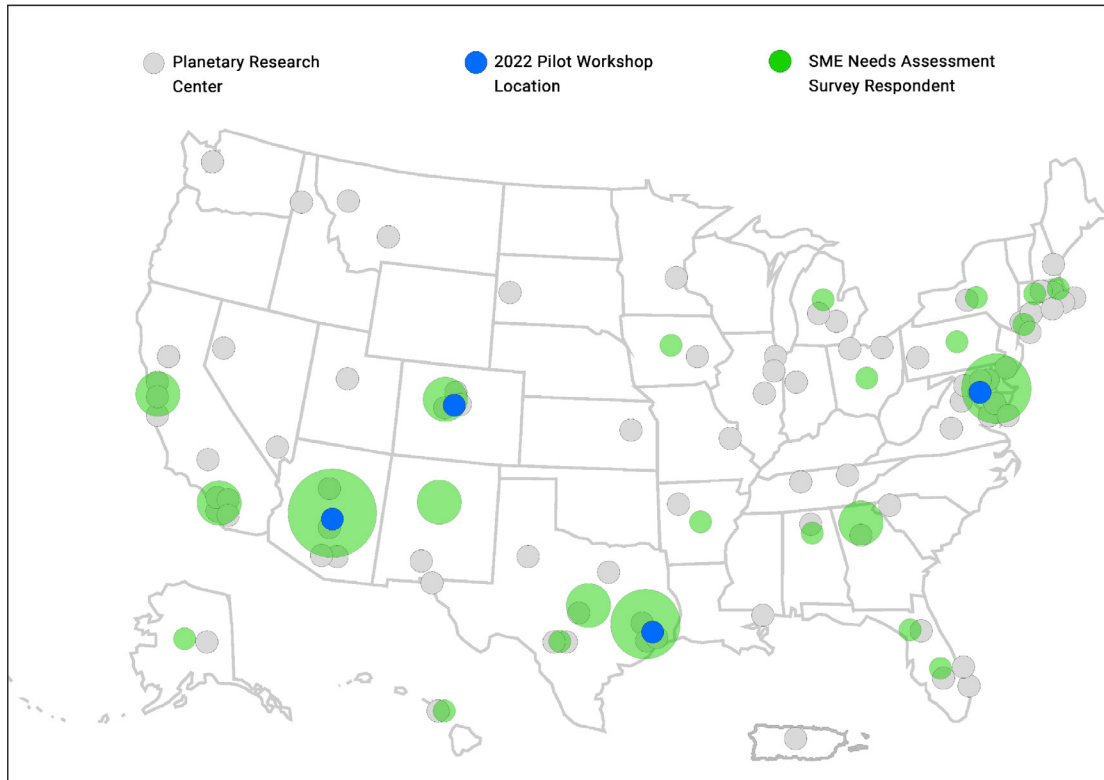 Planetary Research
Center
2022 Pilot Workshop
Location
SME Needs Assessment
Survey Respondent